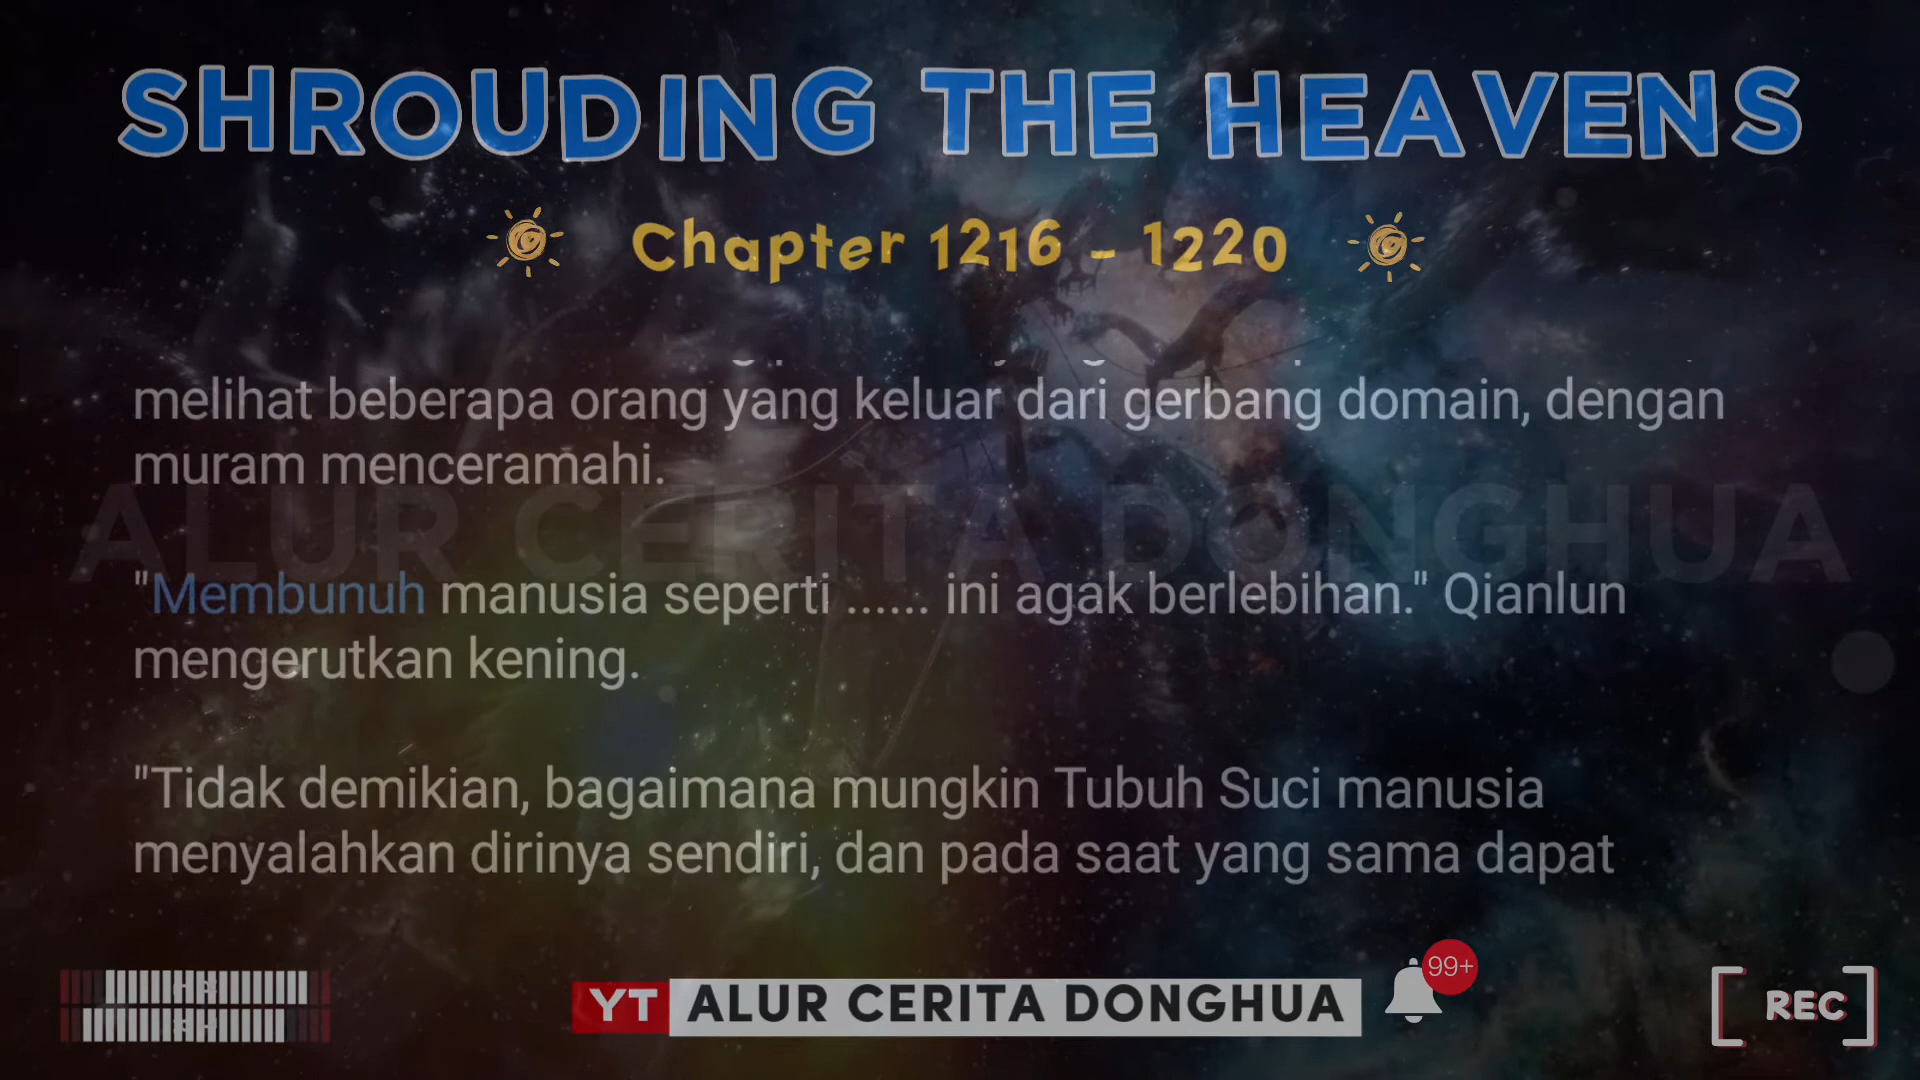 SHROUDING THE HEAVENS
Chapter 1216 - 1220
melihat beberapa orang yang keluar dari gerbang domain, dengan
muram menceramahi.
ALUR CERITA DONGHUA
"Membunuh manusia seperti ...... ini agak berlebihan." Qianlun
mengerutkan kening.
"Tidak demikian, bagaimana mungkin Tubuh Suci manusia
menyalahkan dirinya sendiri, dan pada saat yang sama dapat
YT ALUR CERITA DONGHUA
99+
REC